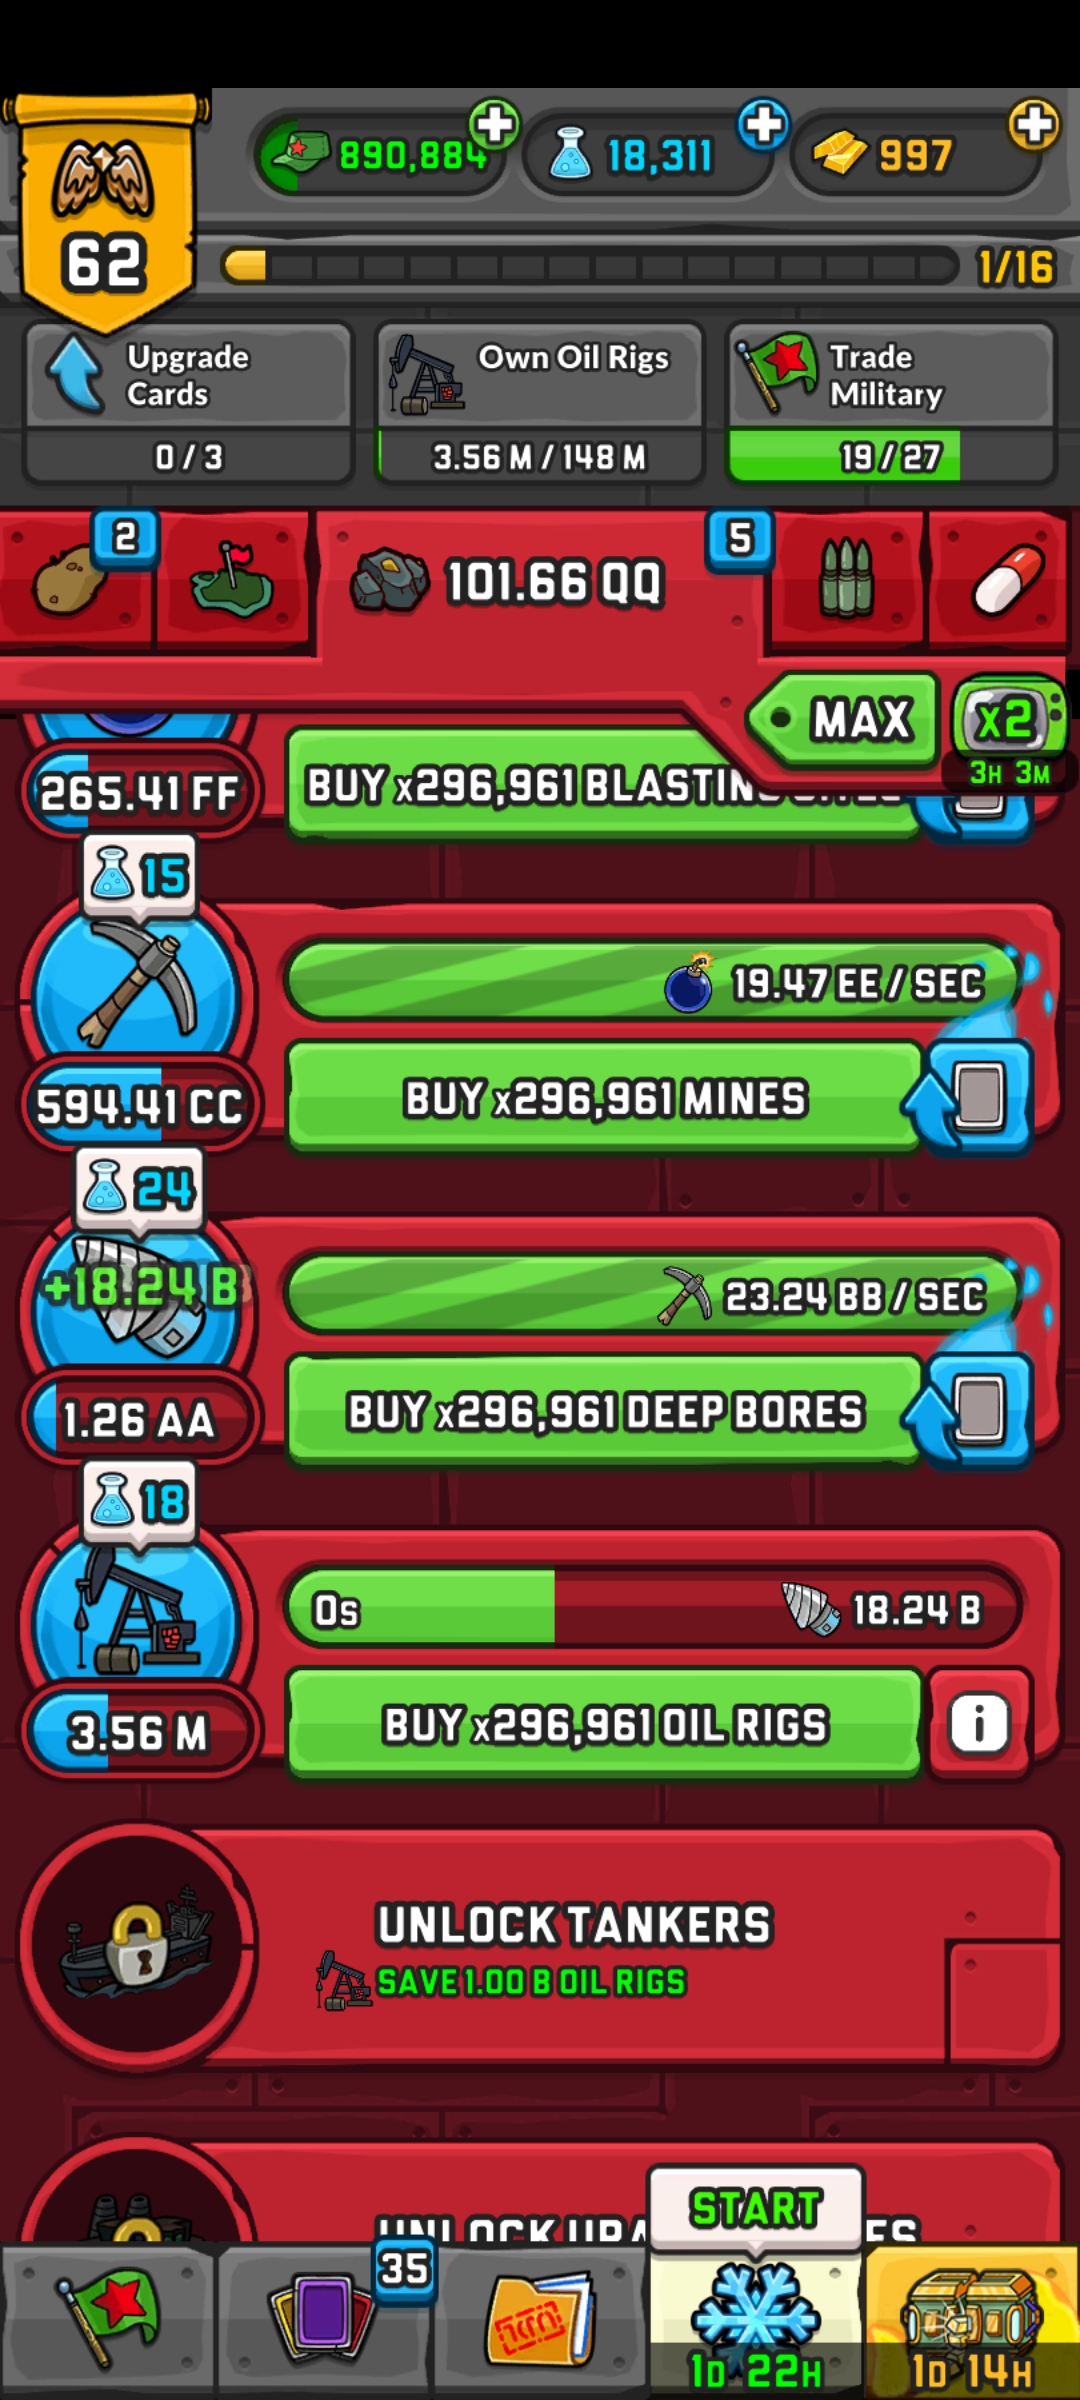 62
890,884
18,311
997
1/16
Upgrade
Cards
0 / 3
Own Oil Rigs
3.56 M / 148 M
Trade
Military
19 / 27
2
101.66 QQ
5
MAX
x2
3H 3M
265.41 FF
BUY x296,961 BLASTING
15
19.47 EE / SEC
594.41 CC
BUY x296,961 MINES
24
+18.24 B
23.24 BB / SEC
1.26 AA
BUY x296,961 DEEP BORES
18
0s
18.24 B
3.56 M
BUY x296,961 OIL RIGS
i
UNLOCK TANKERS
SAVE 1.00 B OIL RIGS
UNLOCK
START
35
1D 22H
1D 14H